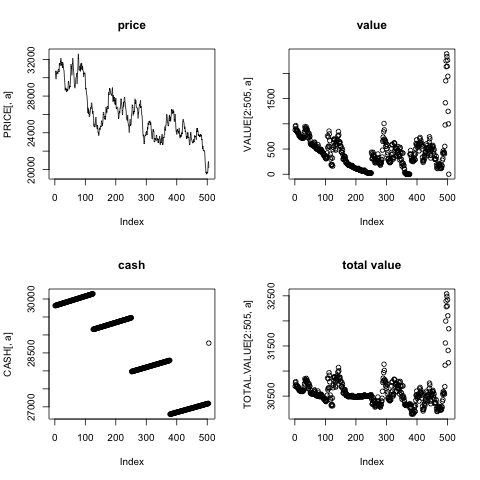 price
PRICE[, a]
20000 24000 28000 32000
0 100 200 300 400 500
Index
value
VALUE[2:505, a]
0 500 1500
0 100 200 300 400 500
Index
cash
CASH[, a]
27000 28500 30000
0 100 200 300 400 500
Index
total value
TOTAL.VALUE[2:505, a]
30500 31500 32500
0 100 200 300 400 500
Index